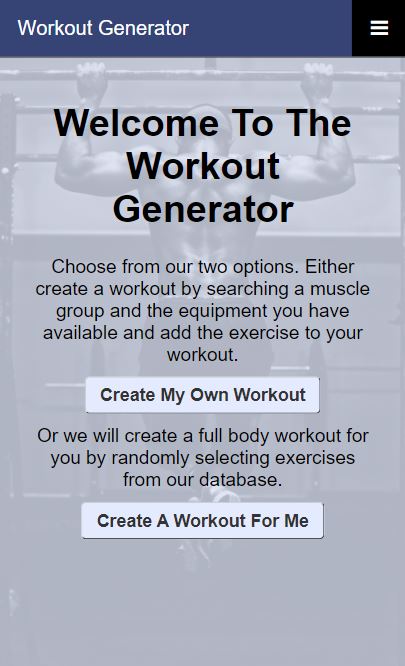 Workout Generator
Welcome To The
Workout
Generator
Choose from our two options. Either
create a workout by searching a muscle
group and the equipment you have
available and add the exercise to your
workout.
Create My Own Workout
Or we will create a full body workout for
you by randomly selecting exercises
from our database.
Create A Workout For Me